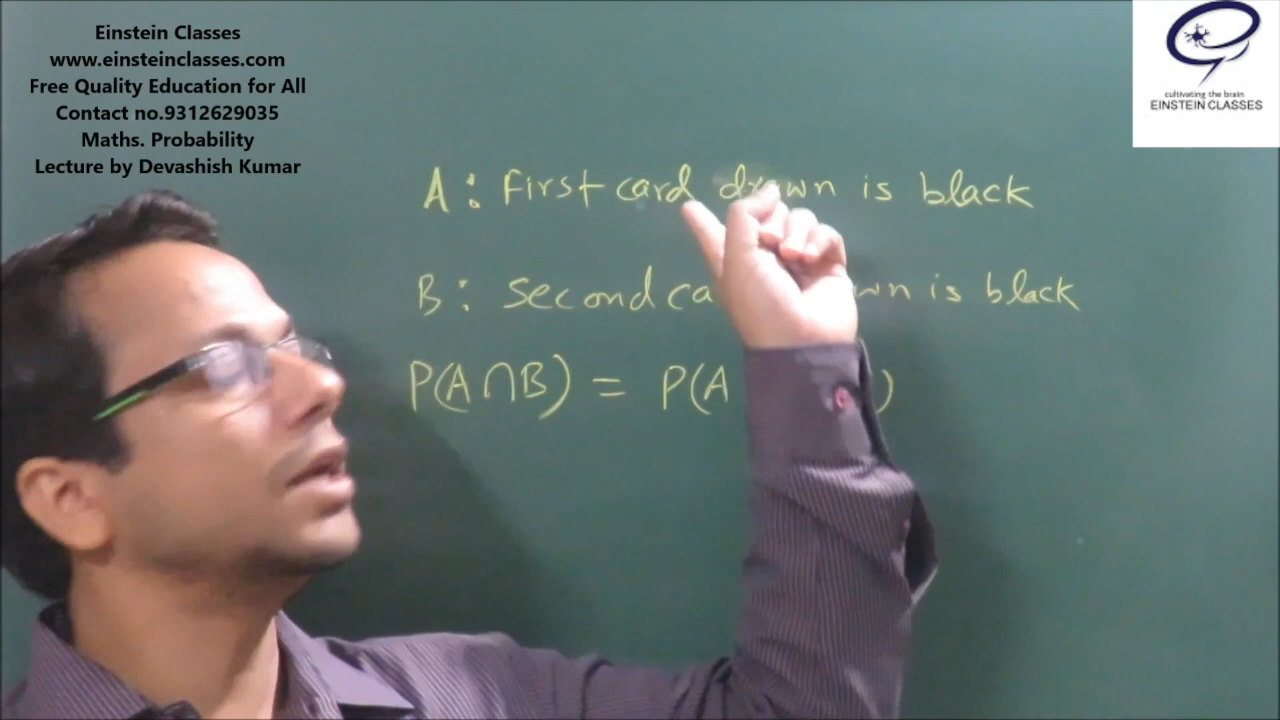 Einstein Classes
www.einsteinclasses.com
Free Quality Education for All
Contact no.9312629035
Maths. Probability
Lecture by Devashish Kumar
cultivating the brain
EINSTEIN CLASSES
A : First card drawn is black
B : Second ca wn is black
P(A∩B) = P(A )